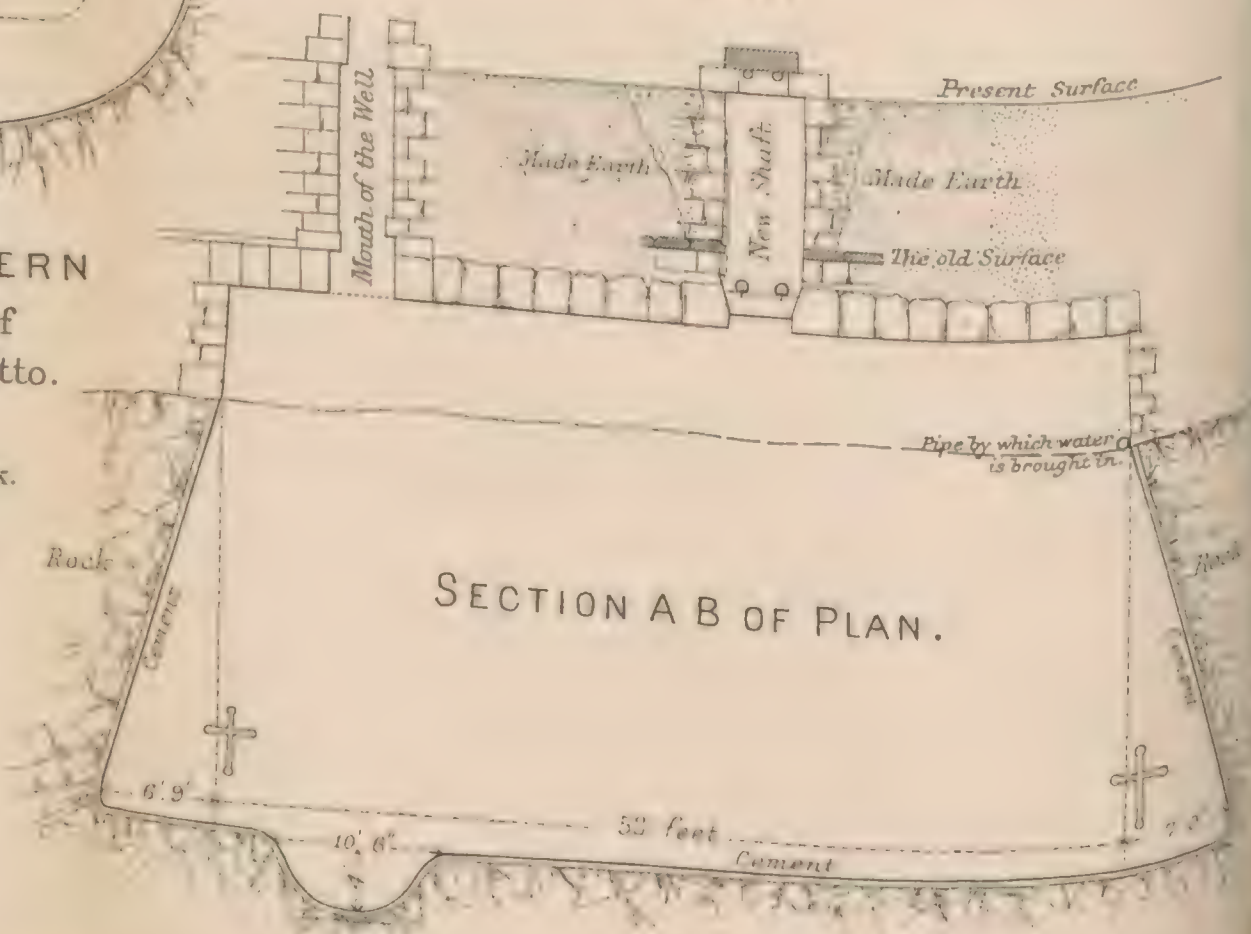 Present Surface
Mouth of the Well
Made Earth
New Shaft
Made Earth
The old Surface
ERN
f
tto.
k.
Pipe by which water
is brought in.
Rock
Rock
Cement
SECTION A B OF PLAN.
Cement
6'.9"
feet
10'.6"
Cement